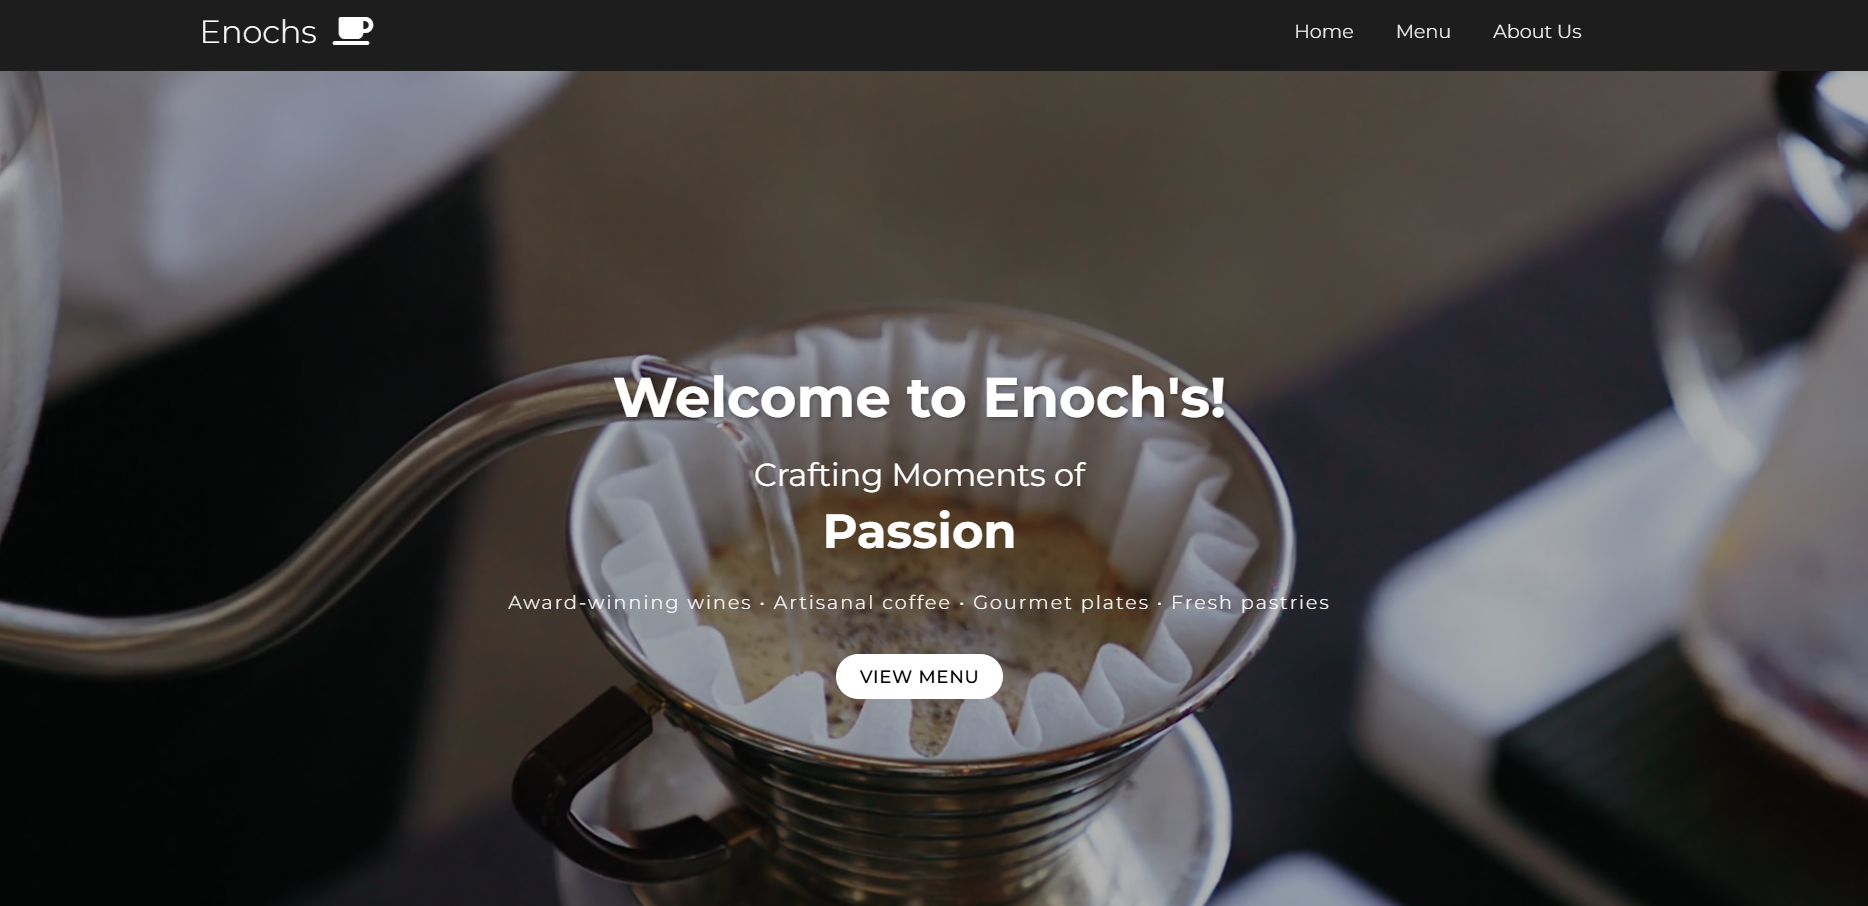 Enochs
Home Menu About Us
Welcome to Enoch's!
Crafting Moments of
Passion
Award-winning wines • Artisanal coffee • Gourmet plates • Fresh pastries
VIEW MENU